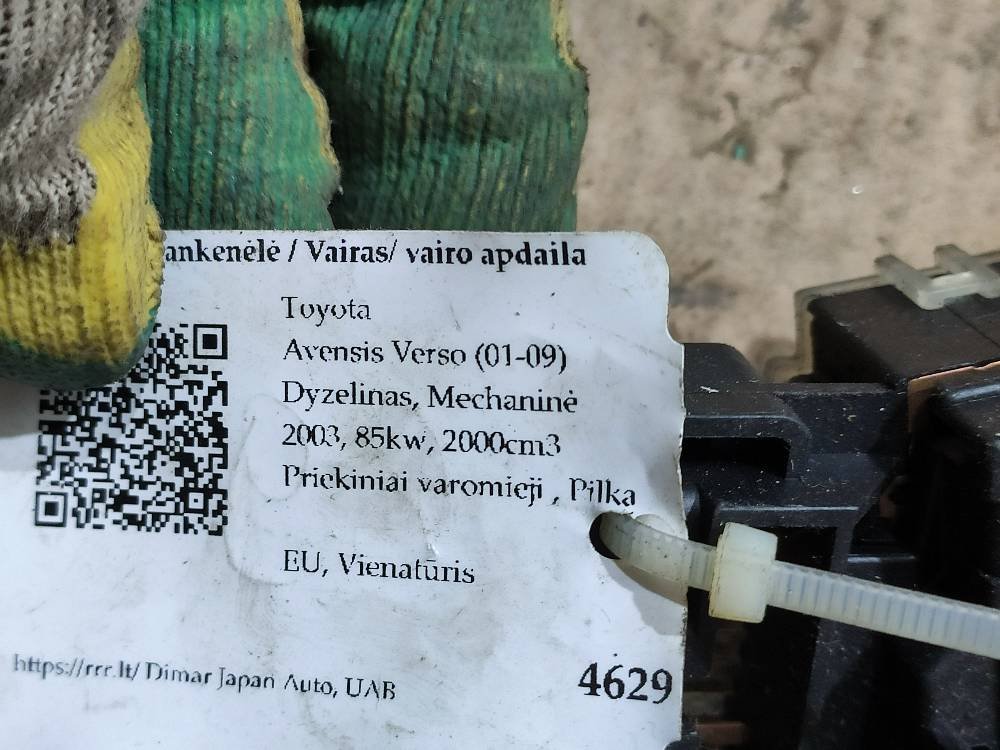 ankenėlė / Vairas/ vairo apdaila
Toyota
Avensis Verso (01-09)
Dyzelinas, Mechaninė
2003, 85kw, 2000cm3
Priekiniai varomieji , Pilka
EU, Vienatūris
https://rrr.lt/ Dimar Japan Auto, UAB
4629